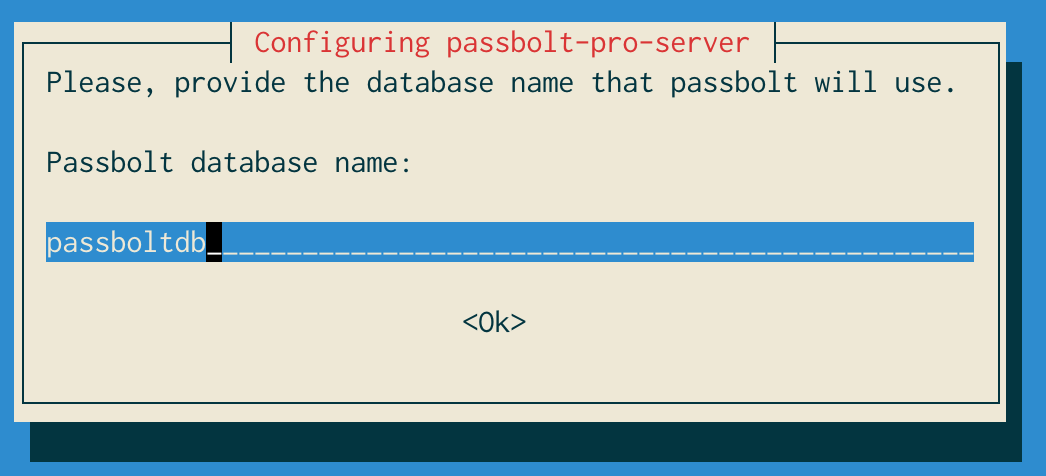 Configuring passbolt-pro-server
Please, provide the database name that passbolt will use.
Passbolt database name:
passboltdb
<Ok>